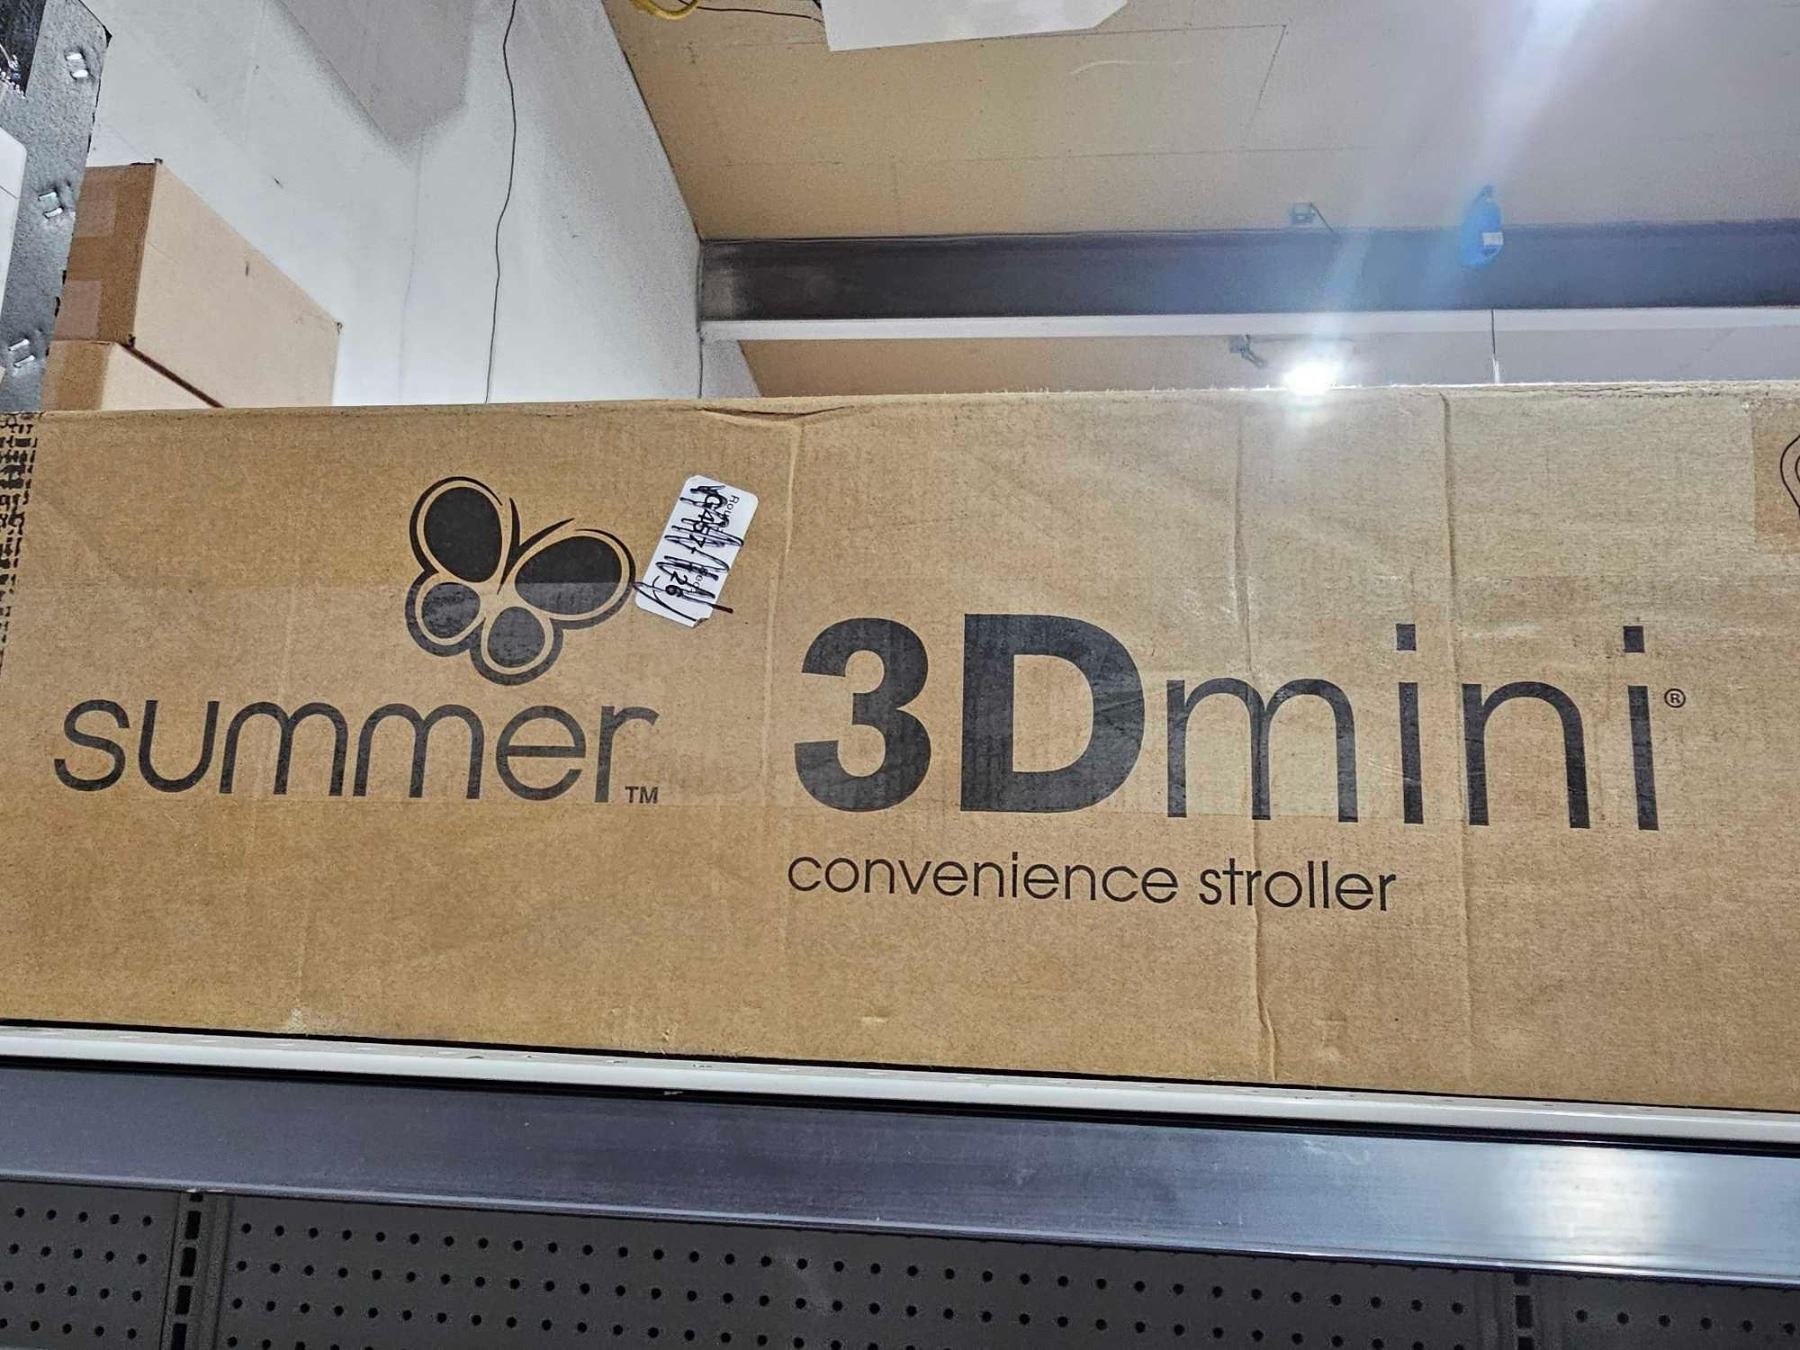 summer™
3Dmini®
convenience stroller